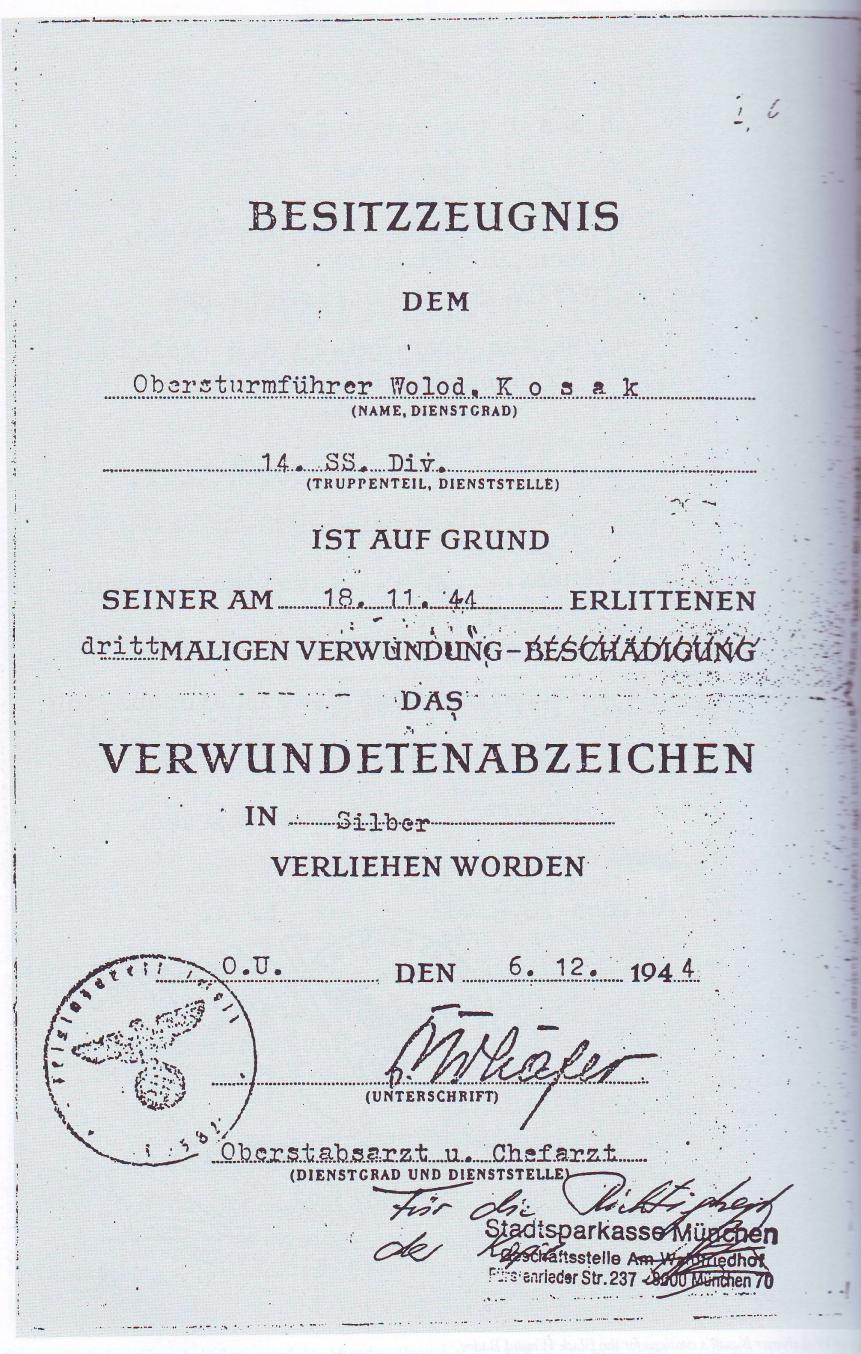 BESITZZEUGNIS
DEM
Obersturmführer Wolod. K o s a k
(NAME, DIENSTGRAD)
14. SS. Div.
(TRUPPENTEIL, DIENSTSTELLE)
IST AUF GRUND
SEINER AM 18. 11. 44 ERLITTENEN
drittMALIGEN VERWUNDUNG – BESCHÄDIGUNG
DAS
VERWUNDETENABZEICHEN
IN Silber
VERLIEHEN WORDEN
O.U. DEN 6. 12. 1944
(UNTERSCHRIFT)
Oberstabsarzt u. Chefarzt
(DIENSTGRAD UND DIENSTSTELLE)
Für die Richtigkeit
der Kopie
Stadtsparkasse München
Geschäftsstelle Am Waldfriedhof
Fürstenrieder Str. 237 - 8000 München 70